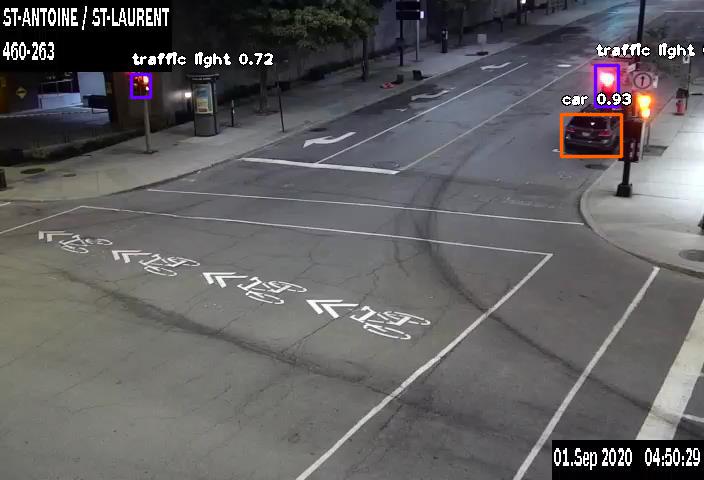 ST-ANTOINE / ST-LAURENT
460-263
traffic light 0.72
traffic light
car 0.93
01.Sep 2020 04:50:29